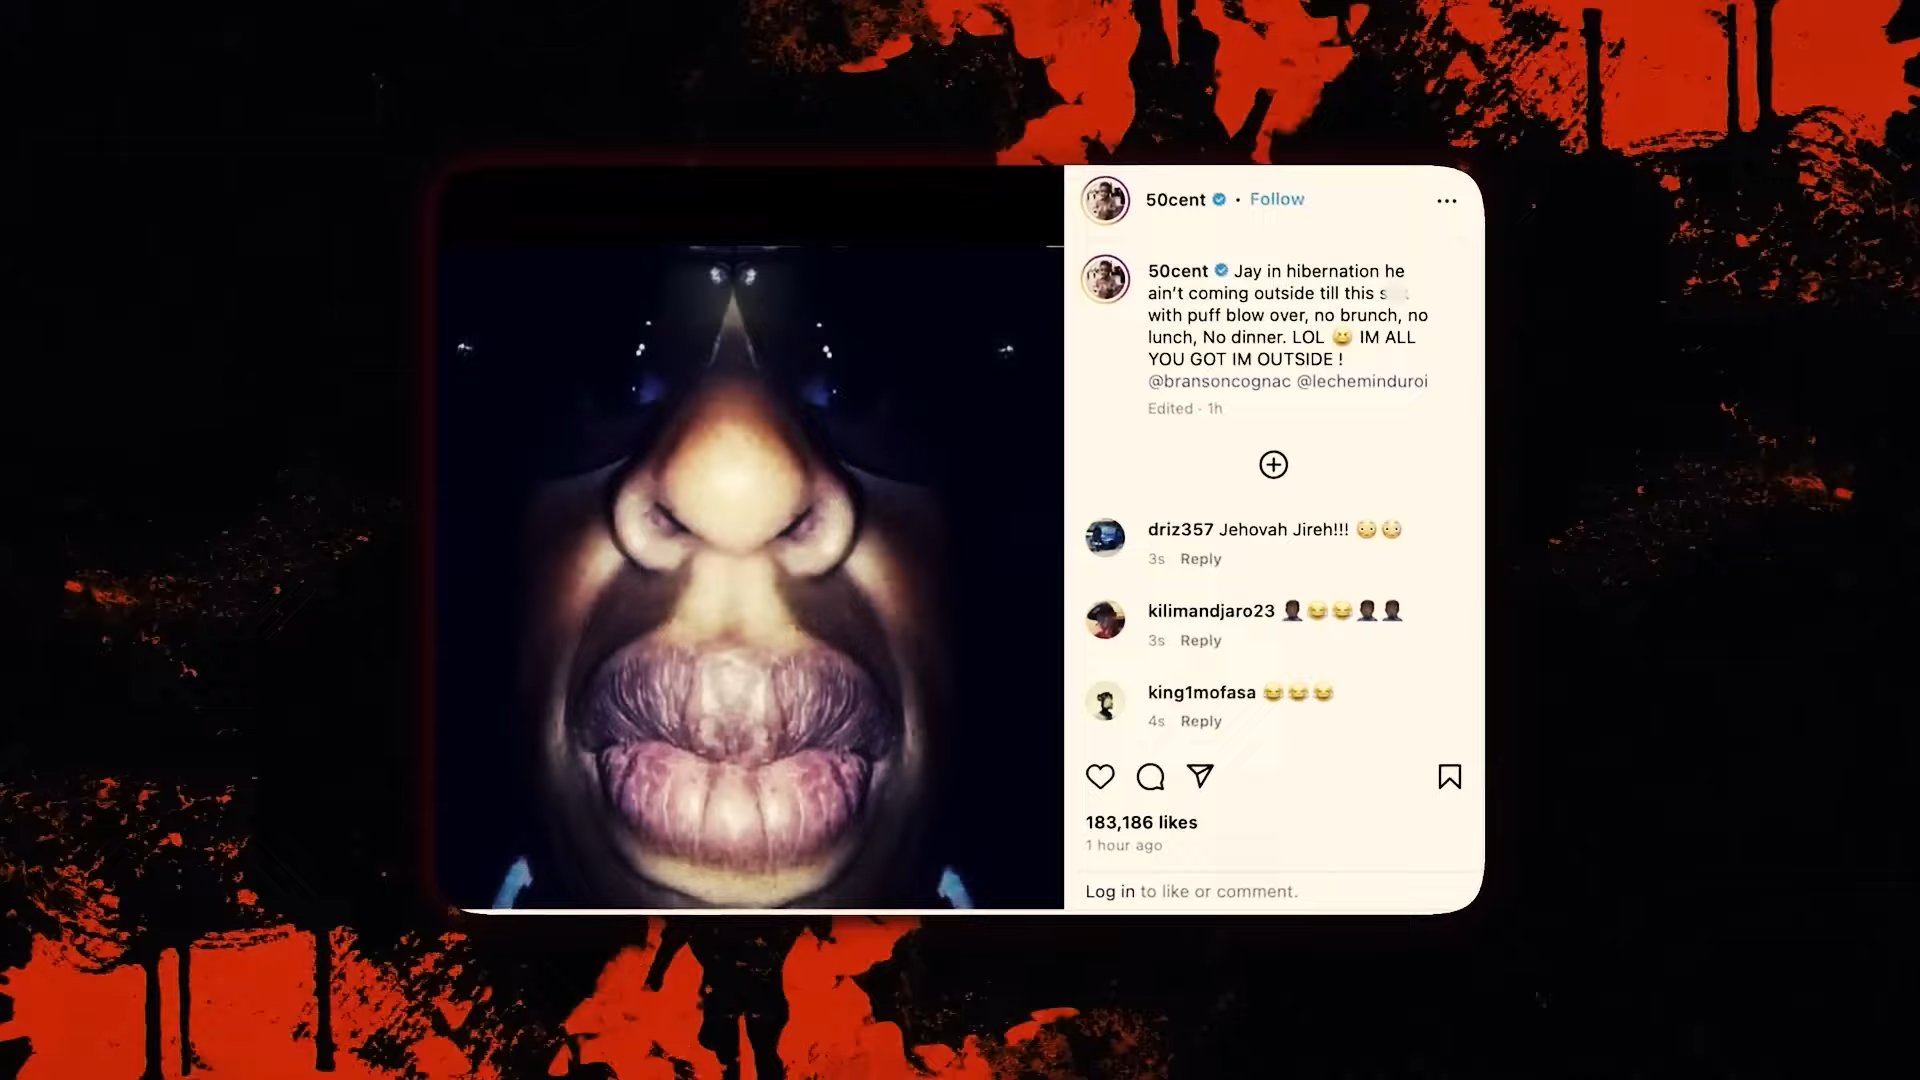 50cent • Follow
50cent Jay in hibernation he
ain't coming outside till this
with puff blow over, no brunch, no
lunch, No dinner. LOL 😆 IM ALL
YOU GOT IM OUTSIDE !
@bransoncognac @lecheminduroi
Edited · 1h
driz357 Jehovah Jireh!!! 😳😳
3s Reply
kilimandjaro23 🤦🏿‍♂️😂😂🤦🏿‍♂️🤦🏿‍♂️
3s Reply
king1mofasa 😂😂😂
4s Reply
183,186 likes
1 hour ago
Log in to like or comment.